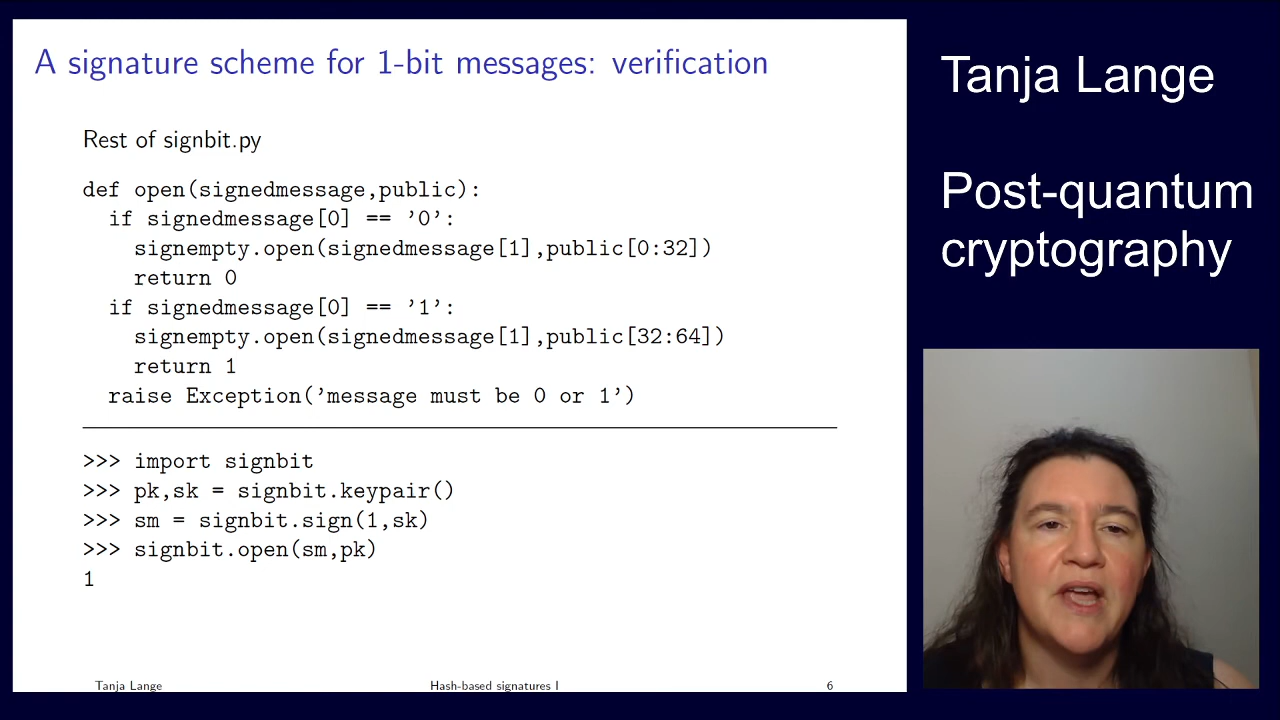 A signature scheme for 1-bit messages: verification
Rest of signbit.py
def open(signedmessage,public):
  if signedmessage[0] == ’0’:
    signempty.open(signedmessage[1],public[0:32])
    return 0
  if signedmessage[0] == ’1’:
    signempty.open(signedmessage[1],public[32:64])
    return 1
  raise Exception(’message must be 0 or 1’)
>>> import signbit
>>> pk,sk = signbit.keypair()
>>> sm = signbit.sign(1,sk)
>>> signbit.open(sm,pk)
1
Tanja Lange
Hash-based signatures I
6
Tanja Lange
Post-quantum
cryptography